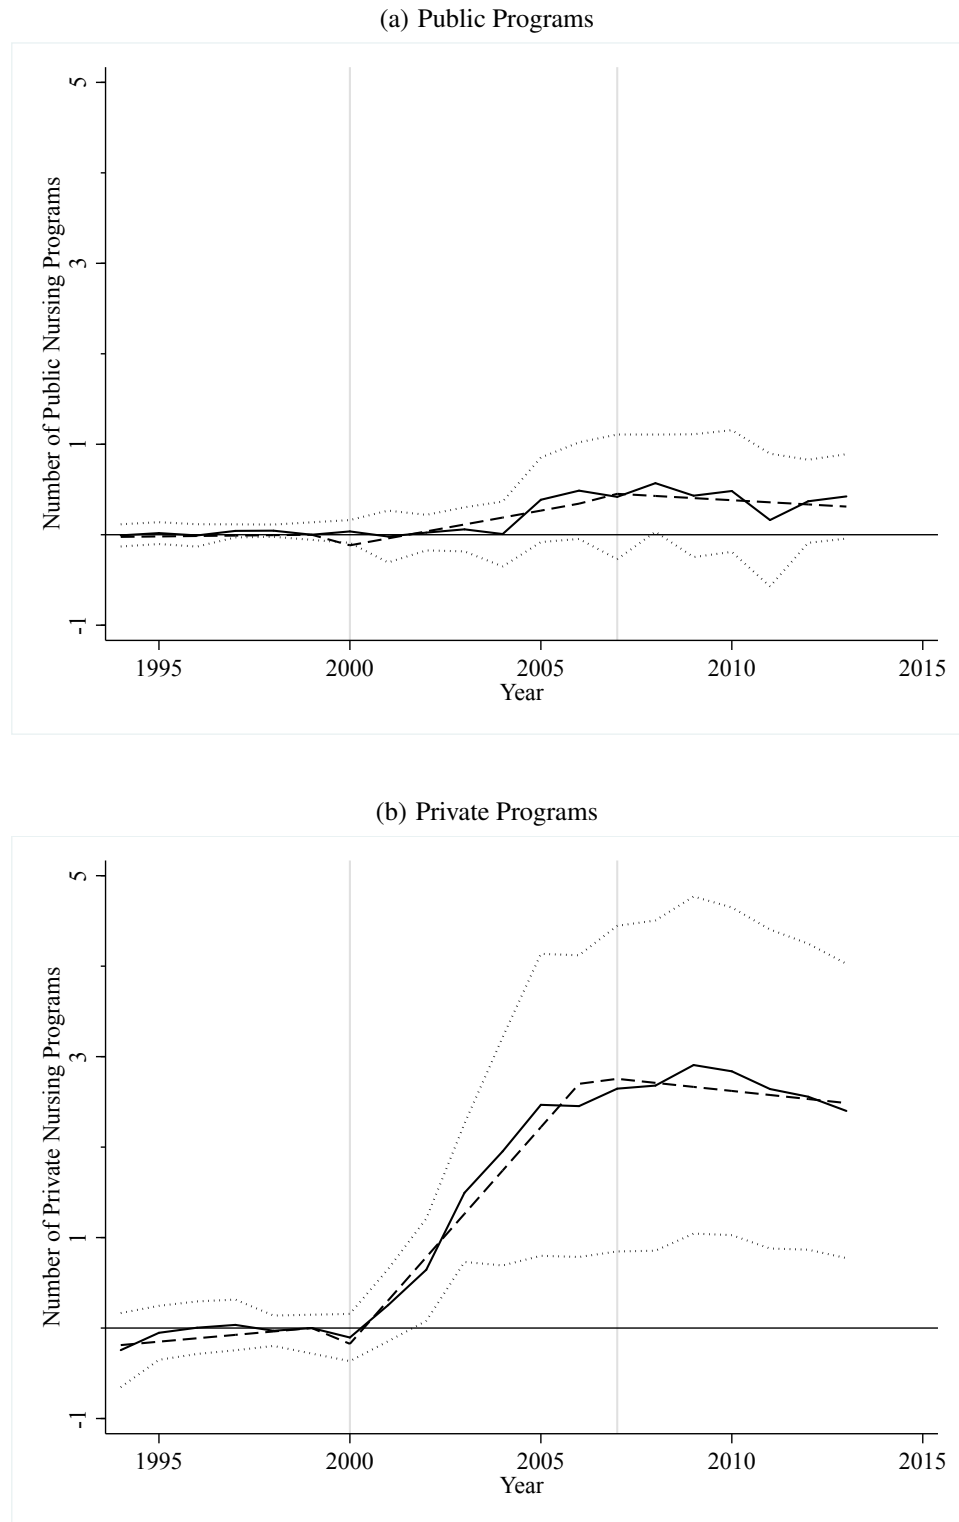 (a) Public Programs
Number of Public Nursing Programs
5
3
1
-1
1995 2000 2005 2010 2015
Year
(b) Private Programs
Number of Private Nursing Programs
5
3
1
-1
1995 2000 2005 2010 2015
Year